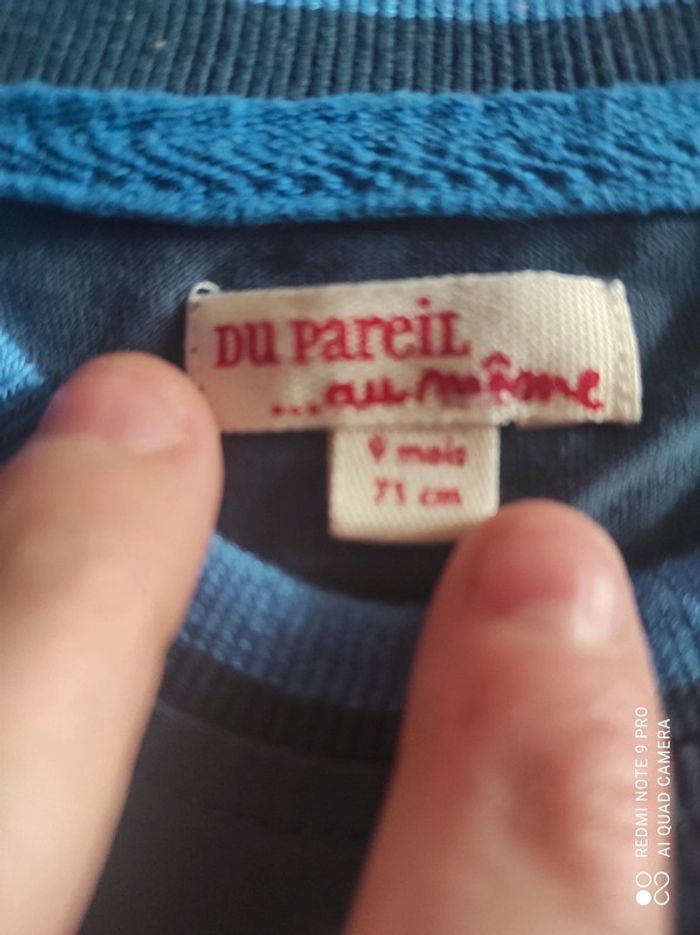 DU PAREIL
...au même
9 mois
71 cm
REDMI NOTE 9 PRO
AI QUAD CAMERA